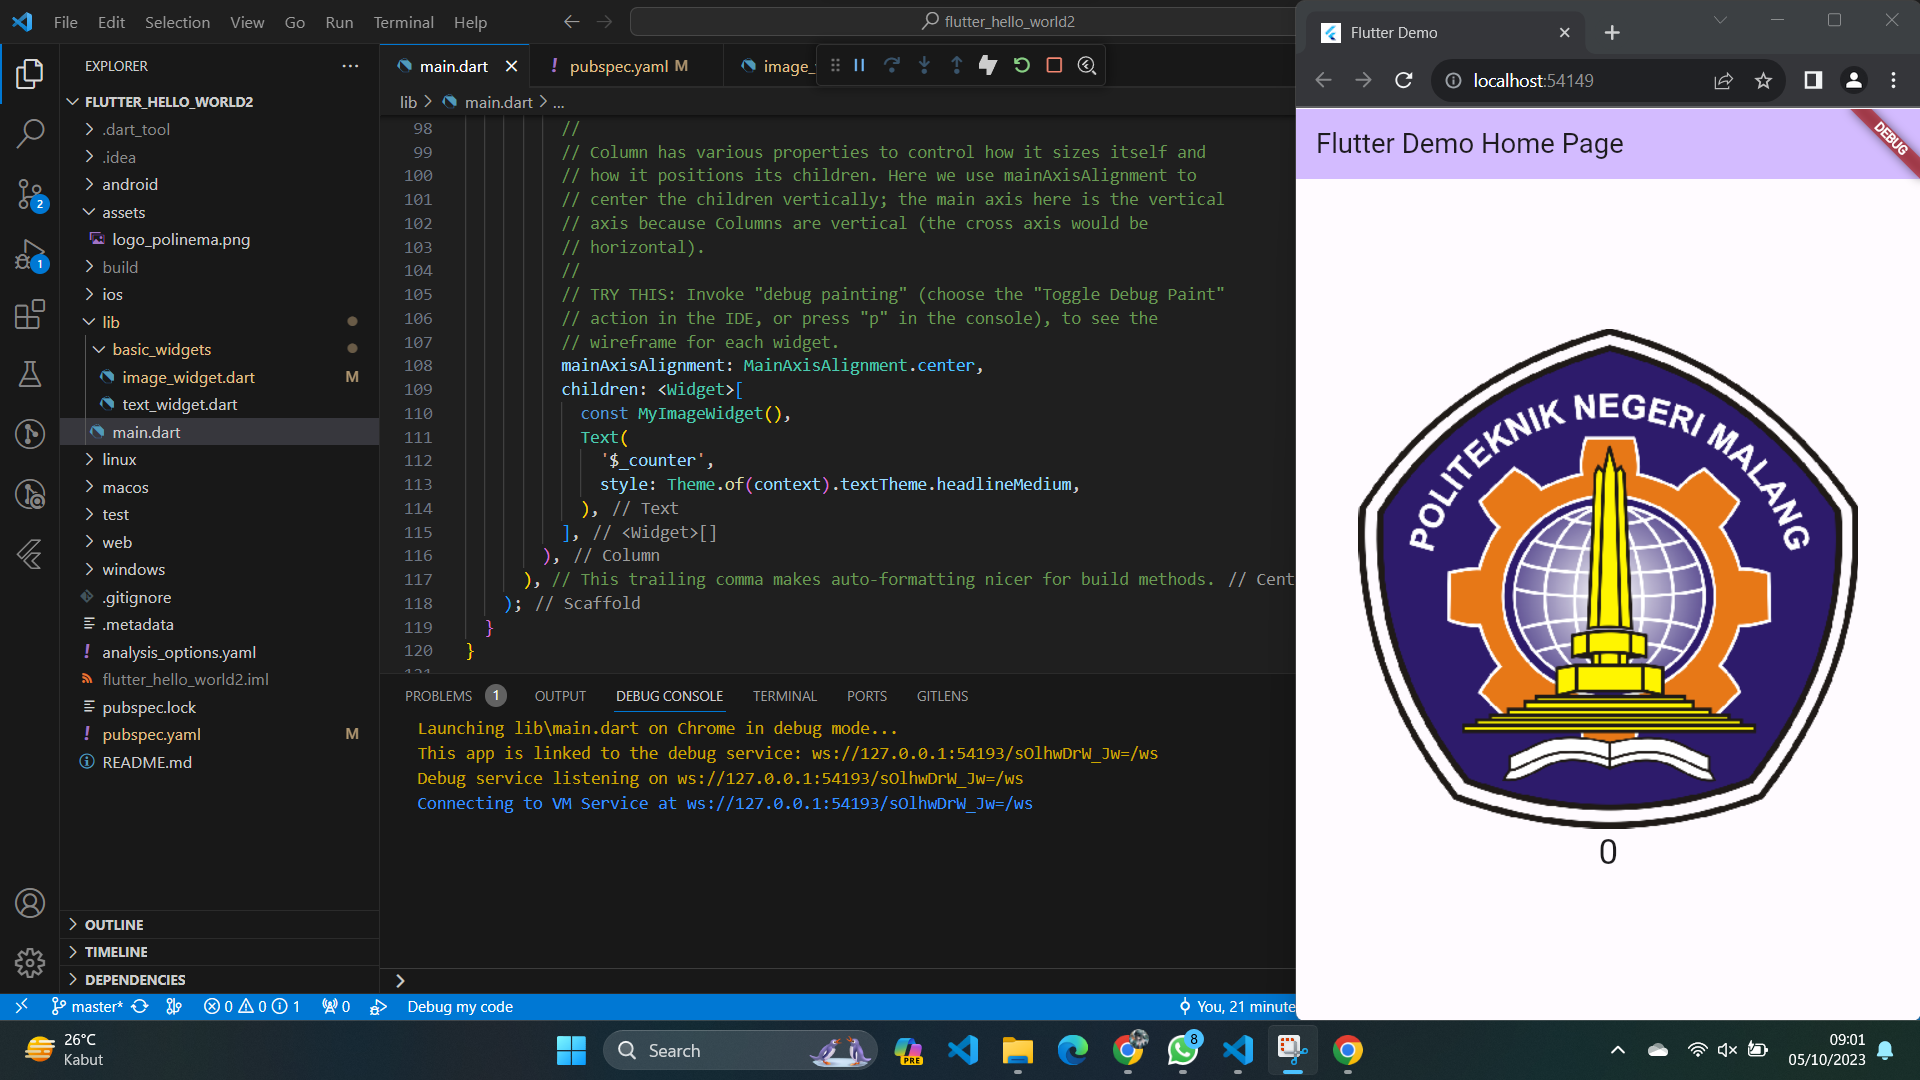 File Edit Selection View Go Run Terminal Help
flutter_hello_world2
EXPLORER
FLUTTER_HELLO_WORLD2
.dart_tool
.idea
android
assets
logo_polinema.png
build
ios
lib
basic_widgets
image_widget.dart M
text_widget.dart
main.dart
linux
macos
test
web
windows
.gitignore
.metadata
analysis_options.yaml
flutter_hello_world2.iml
pubspec.lock
pubspec.yaml M
README.md
OUTLINE
TIMELINE
DEPENDENCIES
2
1
main.dart
pubspec.yaml M
image_
lib > main.dart > ...
98 //
99 // Column has various properties to control how it sizes itself and
100 // how it positions its children. Here we use mainAxisAlignment to
101 // center the children vertically; the main axis here is the vertical
102 // axis because Columns are vertical (the cross axis would be
103 // horizontal).
104 //
105 // TRY THIS: Invoke "debug painting" (choose the "Toggle Debug Paint"
106 // action in the IDE, or press "p" in the console), to see the
107 // wireframe for each widget.
108 mainAxisAlignment: MainAxisAlignment.center,
109 children: <Widget>[
110 const MyImageWidget(),
111 Text(
112 '$_counter',
113 style: Theme.of(context).textTheme.headlineMedium,
114 ), // Text
115 ], // <Widget>[]
116 ), // Column
117 ), // This trailing comma makes auto-formatting nicer for build methods. // Cent
118 ); // Scaffold
119 }
120 }
PROBLEMS 1 OUTPUT DEBUG CONSOLE TERMINAL PORTS GITLENS
Launching lib\main.dart on Chrome in debug mode...
This app is linked to the debug service: ws://127.0.0.1:54193/sOlhwDrW_Jw=/ws
Debug service listening on ws://127.0.0.1:54193/sOlhwDrW_Jw=/ws
Connecting to VM Service at ws://127.0.0.1:54193/sOlhwDrW_Jw=/ws
master* 0 0 1 0 Debug my code You, 21 minute
Flutter Demo
localhost:54149
Flutter Demo Home Page
DEBUG
POLITEKNIK NEGERI MALANG
0
26°C
Kabut
Search
PRE
8
09:01
05/10/2023